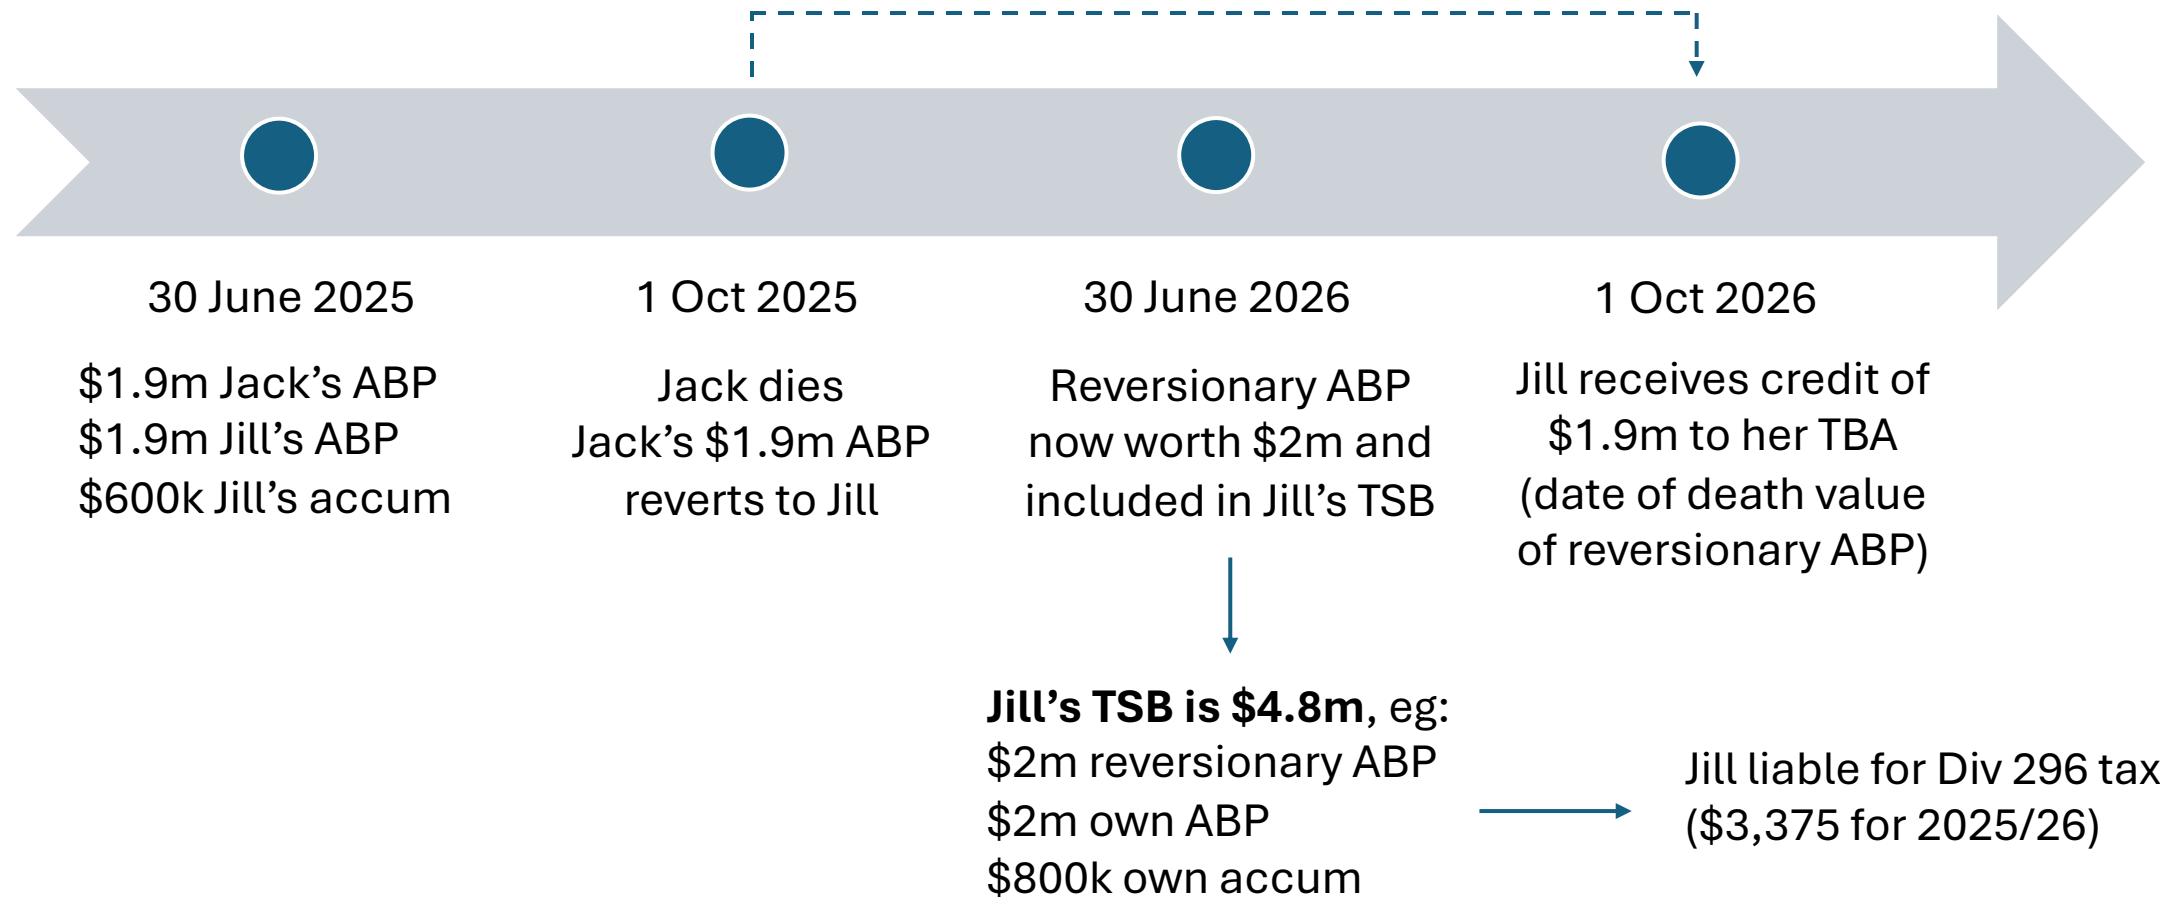 30 June 2025
$1.9m Jack’s ABP
$1.9m Jill’s ABP
$600k Jill’s accum
1 Oct 2025
Jack dies
Jack’s $1.9m ABP
reverts to Jill
30 June 2026
Reversionary ABP
now worth $2m and
included in Jill’s TSB
1 Oct 2026
Jill receives credit of
$1.9m to her TBA
(date of death value
of reversionary ABP)
Jill’s TSB is $4.8m, eg:
$2m reversionary ABP
$2m own ABP
$800k own accum
Jill liable for Div 296 tax
($3,375 for 2025/26)